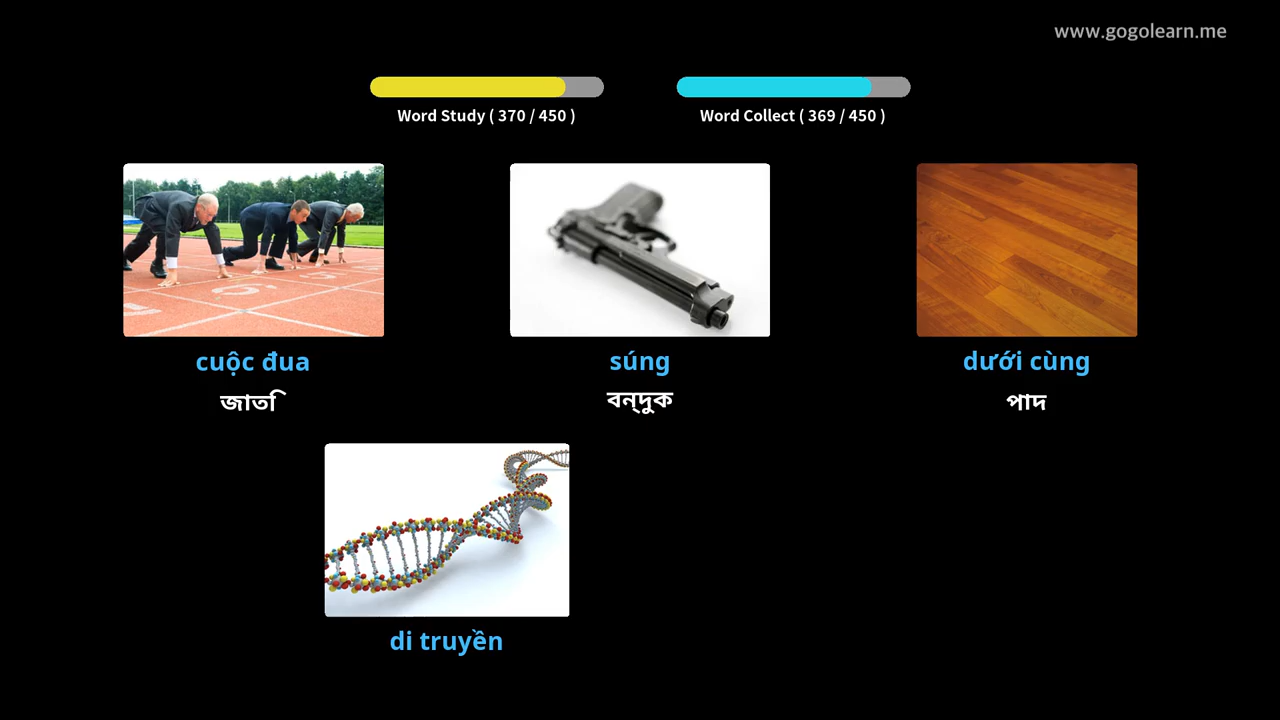 www.gogolearn.me
Word Study ( 370 / 450 )
Word Collect ( 369 / 450 )
cuộc đua
súng
dưới cùng
জাতি
বন্দুক
পাদ
di truyền